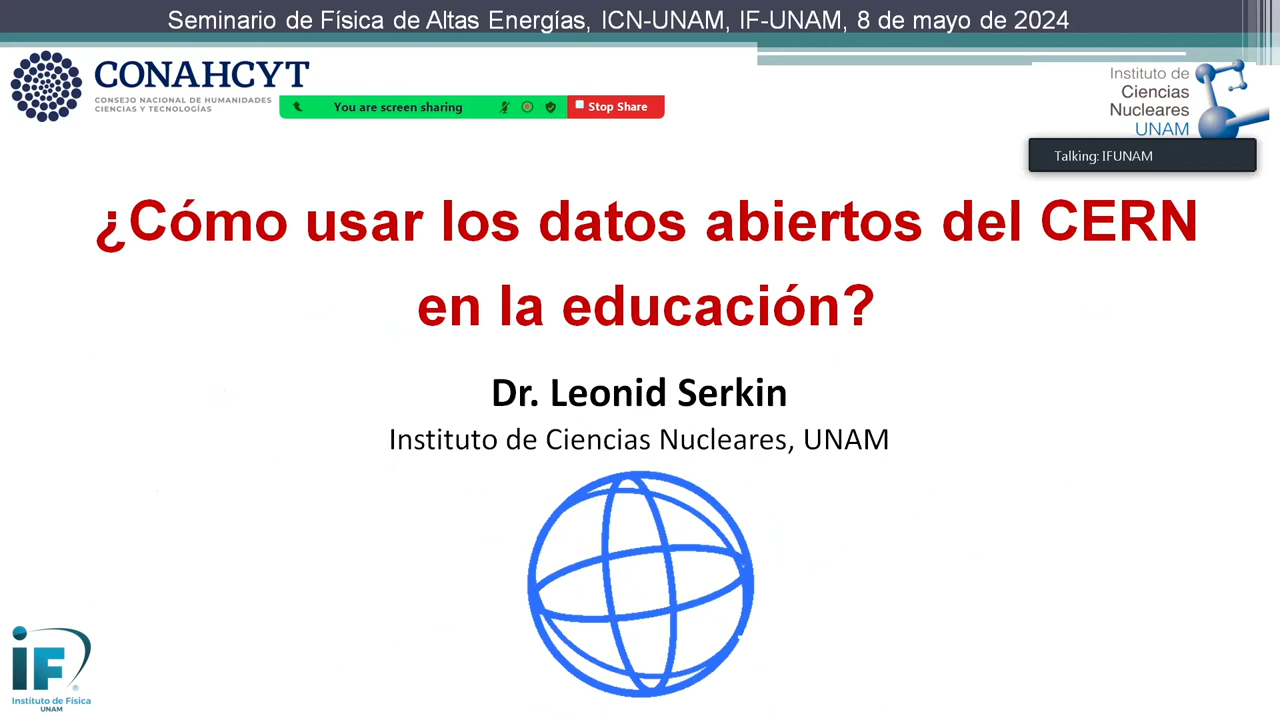 Seminario de Física de Altas Energías, ICN-UNAM, IF-UNAM, 8 de mayo de 2024
CONAHCYT
CONSEJO NACIONAL DE HUMANIDADES
CIENCIAS Y TECNOLOGÍAS
You are screen sharing
Stop Share
Instituto de
Ciencias
Nucleares
UNAM
Talking: IFUNAM
¿Cómo usar los datos abiertos del CERN
en la educación?
Dr. Leonid Serkin
Instituto de Ciencias Nucleares, UNAM
iF
Instituto de Física
UNAM